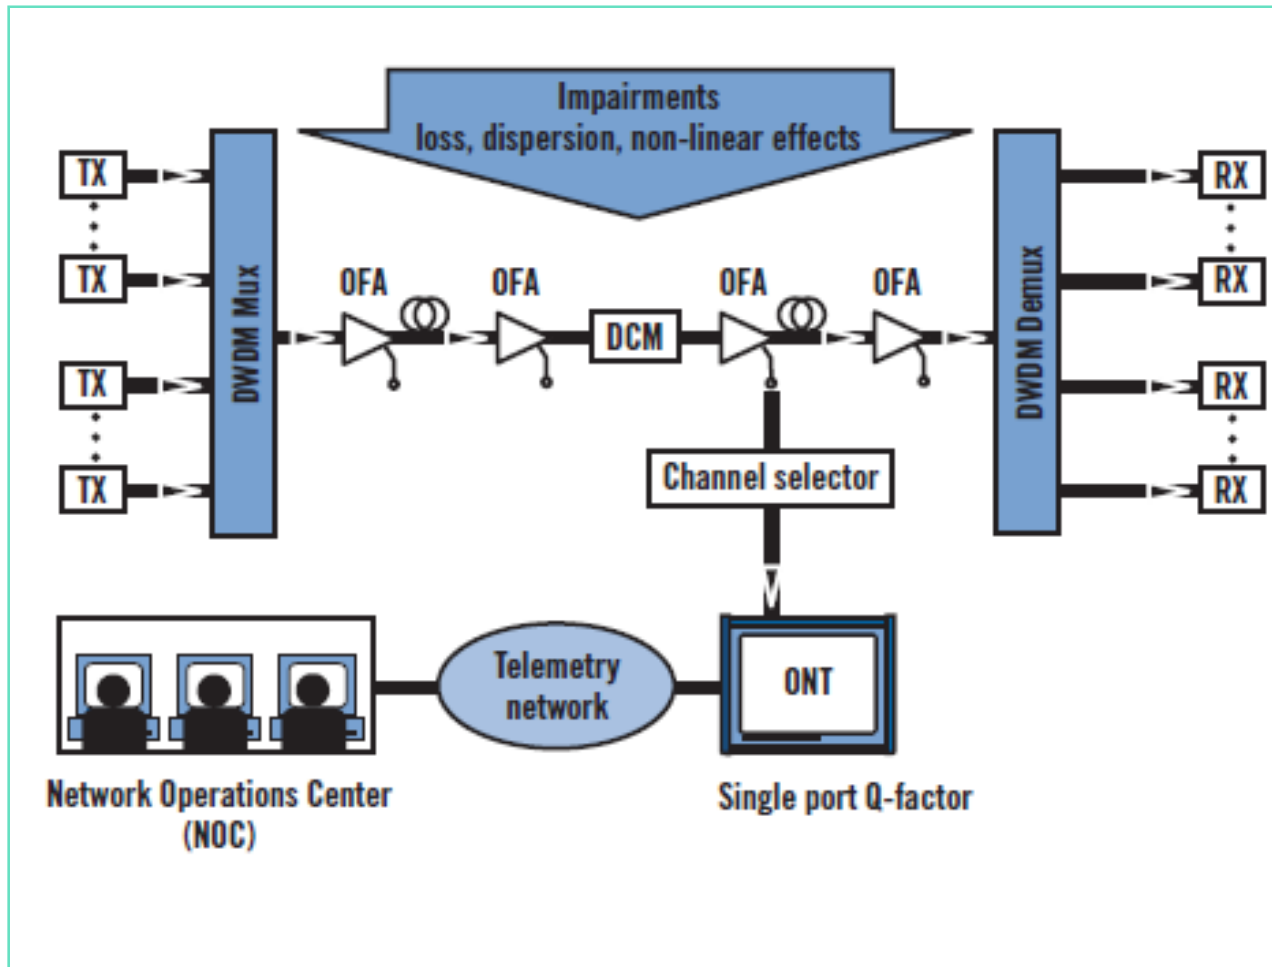 Impairments
loss, dispersion, non-linear effects
TX
TX
TX
TX
DWDM Mux
OFA
OFA
DCM
OFA
OFA
DWDM Demux
RX
RX
RX
RX
Channel selector
Telemetry
network
ONT
Network Operations Center
(NOC)
Single port Q-factor